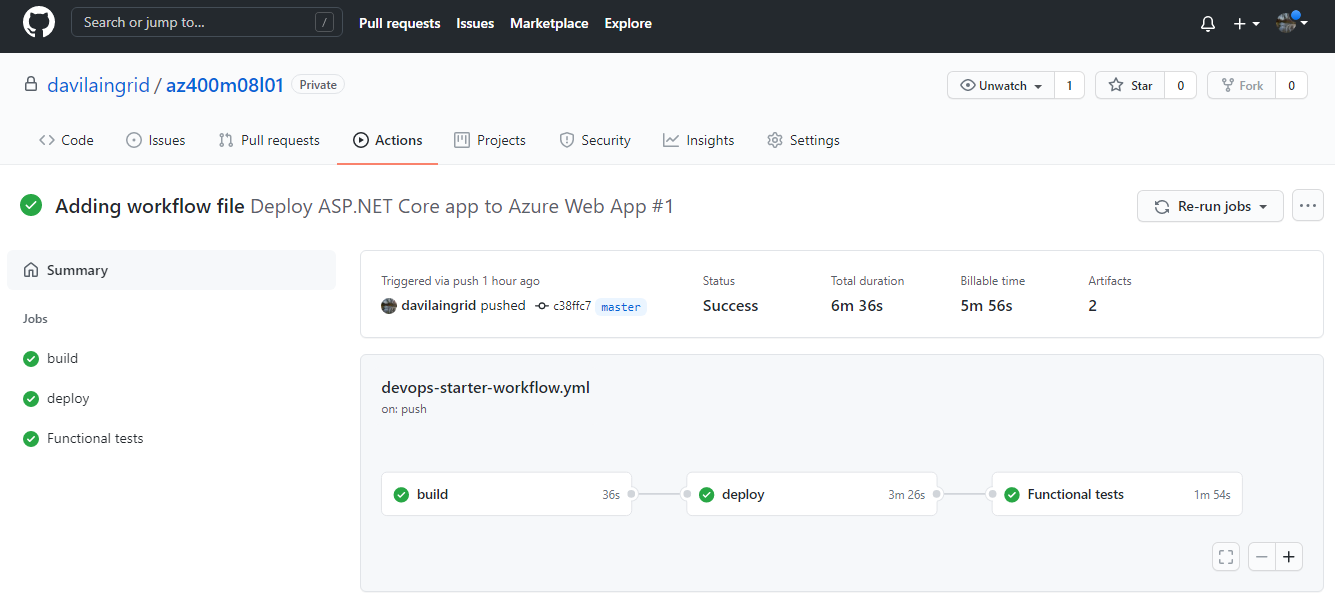 Search or jump to... /
Pull requests Issues Marketplace Explore
davilaingrid / az400m08l01 Private
Unwatch 1 Star 0 Fork 0
Code Issues Pull requests Actions Projects Security Insights Settings
Adding workflow file Deploy ASP.NET Core app to Azure Web App #1
Re-run jobs
Summary
Jobs
build
deploy
Functional tests
Triggered via push 1 hour ago Status Total duration Billable time Artifacts
davilaingrid pushed c38ffc7 master Success 6m 36s 5m 56s 2
devops-starter-workflow.yml
on: push
build 36s deploy 3m 26s Functional tests 1m 54s